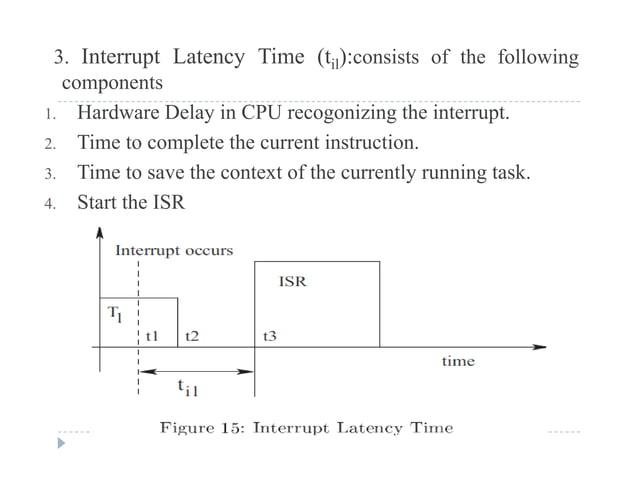 3. Interrupt Latency Time (til):consists of the following
components
1. Hardware Delay in CPU recogonizing the interrupt.
2. Time to complete the current instruction.
3. Time to save the context of the currently running task.
4. Start the ISR
Interrupt occurs
ISR
T1
t1 t2 t3
time
til
Figure 15: Interrupt Latency Time